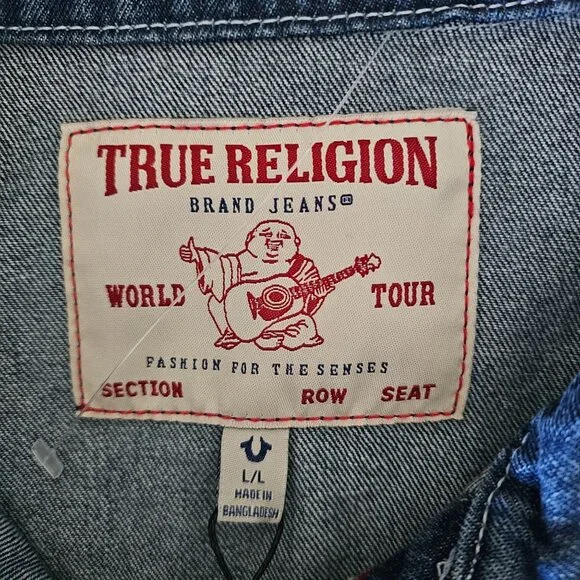 TRUE RELIGION
BRAND JEANS®
WORLD TOUR
FASHION FOR THE SENSES
SECTION ROW SEAT
L/L
MADE IN
BANGLADESH